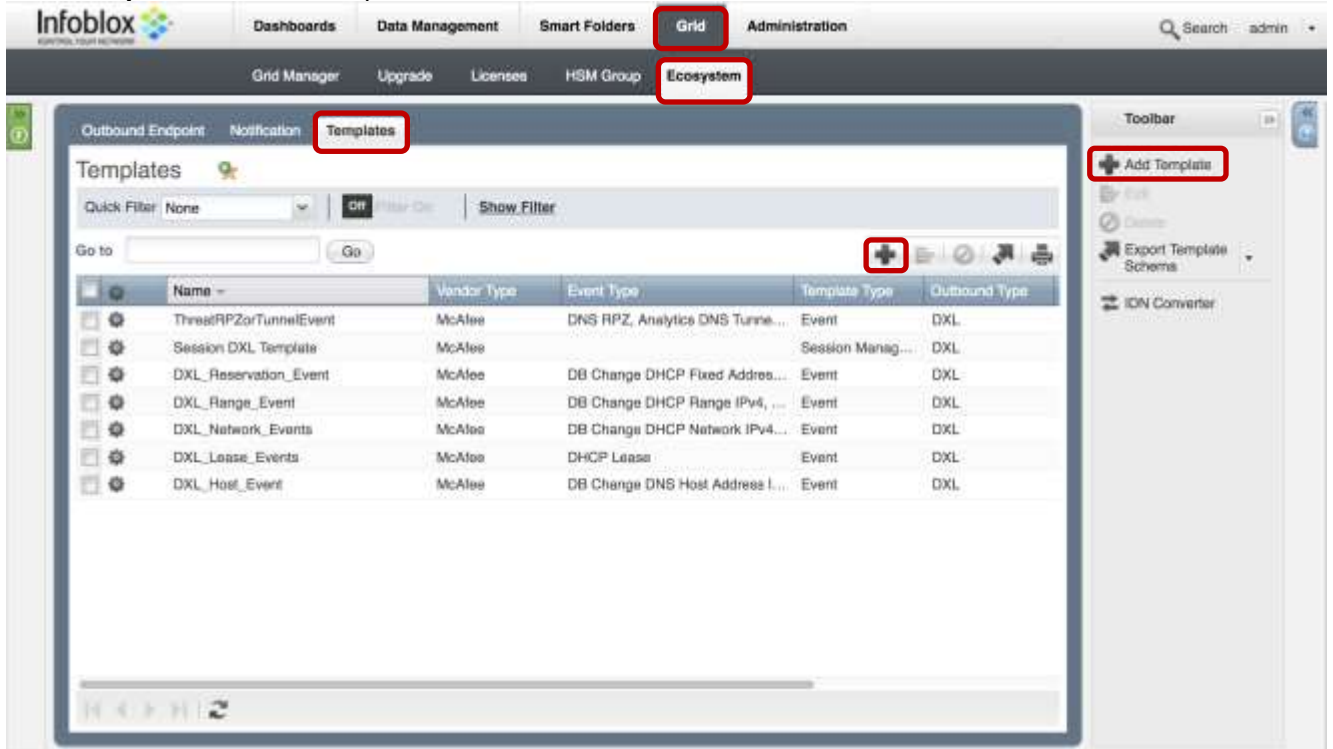 Infoblox
CONTROL YOUR NETWORK
Dashboards Data Management Smart Folders Grid Administration
Search admin
Grid Manager Upgrade Licenses HSM Group Ecosystem
Outbound Endpoint Notification Templates
Toolbar
Templates
Add Template
Quick Filter None Off Filter On Show Filter
Edit
Delete
Go to Go
Export Template
Schema
Name Vendor Type Event Type Template Type Outbound Type
IDN Converter
ThreatRPZorTunnelEvent McAfee DNS RPZ, Analytics DNS Tunne... Event DXL
Session DXL Template McAfee Session Manag... DXL
DXL_Reservation_Event McAfee DB Change DHCP Fixed Addres... Event DXL
DXL_Range_Event McAfee DB Change DHCP Range IPv4, ... Event DXL
DXL_Network_Events McAfee DB Change DHCP Network IPv4... Event DXL
DXL_Lease_Events McAfee DHCP Lease Event DXL
DXL_Host_Event McAfee DB Change DNS Host Address I... Event DXL